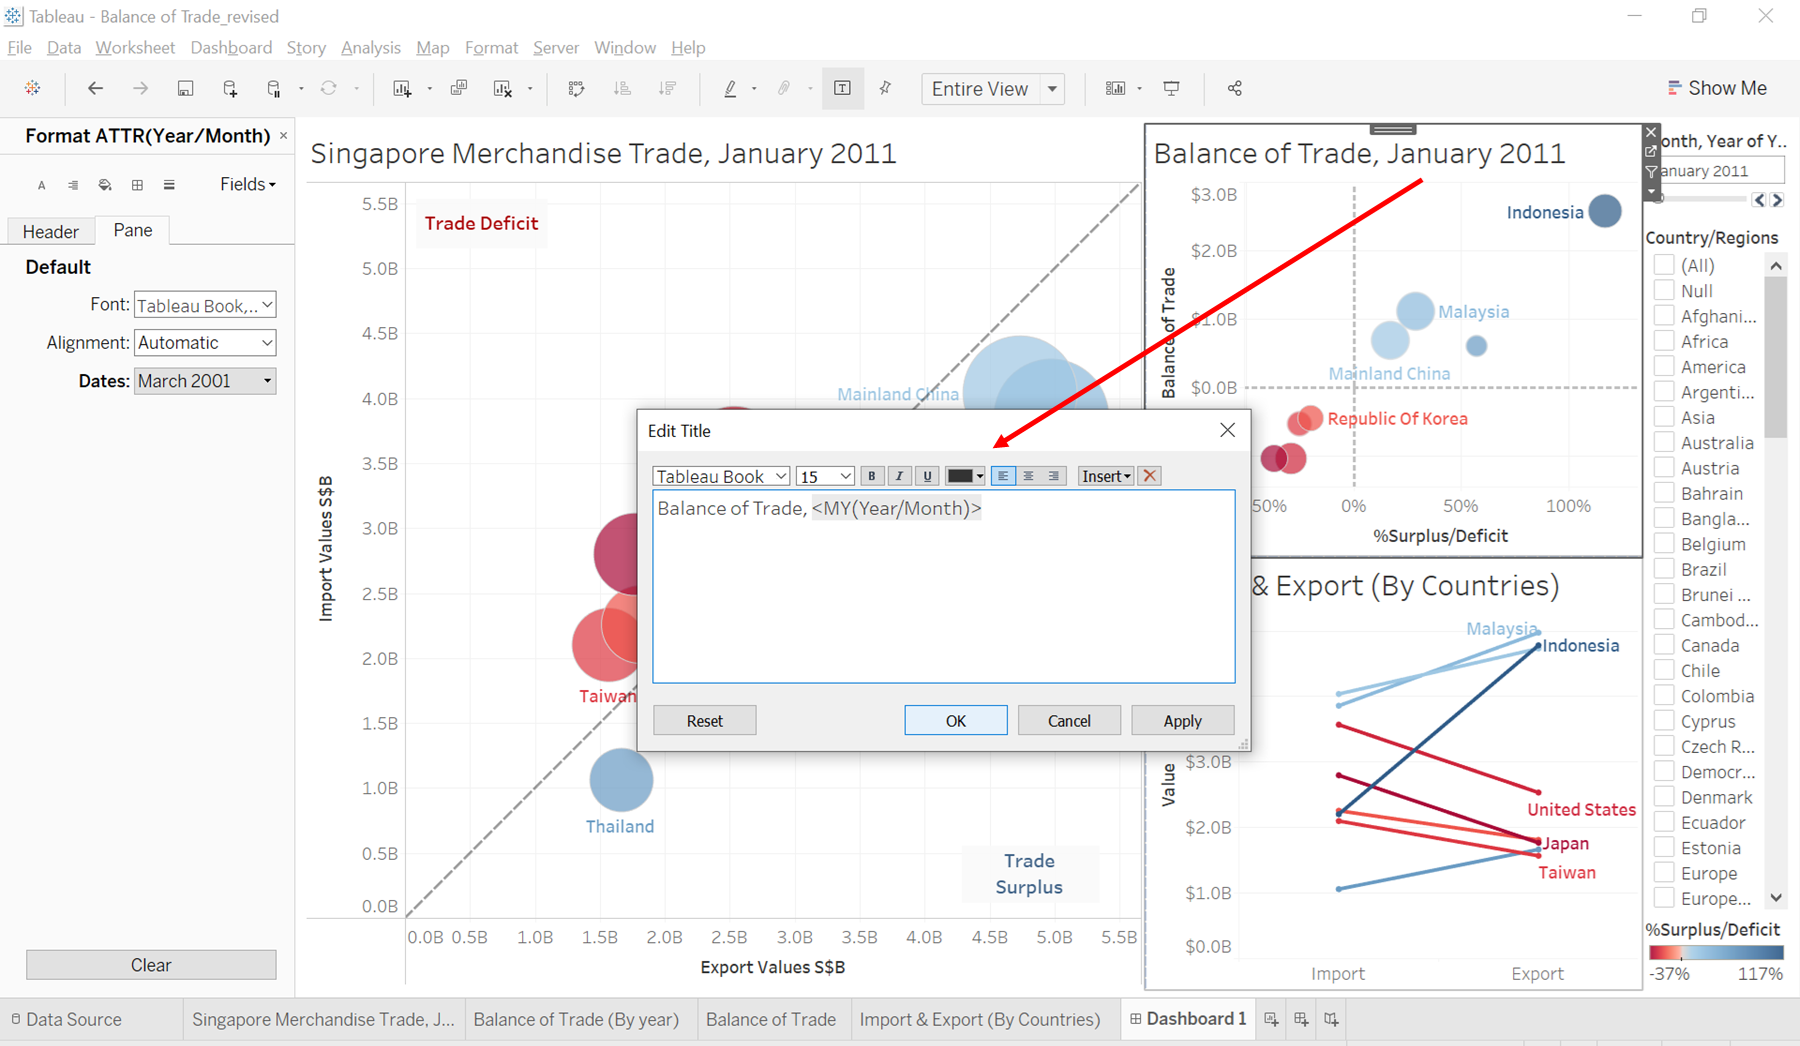 Tableau - Balance of Trade_revised
File Data Worksheet Dashboard Story Analysis Map Format Server Window Help
Entire View
Show Me
Format ATTR(Year/Month) ×
Fields
Header Pane
Default
Font: Tableau Book,..
Alignment: Automatic
Dates: March 2001
Clear
Singapore Merchandise Trade, January 2011
Import Values S$B
5.5B
5.0B
4.5B
4.0B
3.5B
3.0B
2.5B
2.0B
1.5B
1.0B
0.5B
0.0B
Trade Deficit
Mainland China
Taiwan
Thailand
Trade
Surplus
0.0B 0.5B 1.0B 1.5B 2.0B 2.5B 3.0B 3.5B 4.0B 4.5B 5.0B 5.5B
Export Values S$B
Balance of Trade, January 2011
Balance of Trade
$3.0B
$2.0B
$1.0B
$0.0B
Indonesia
Malaysia
Mainland China
Republic Of Korea
50% 0% 50% 100%
%Surplus/Deficit
Edit Title
Tableau Book 15 B I U Insert
Balance of Trade, <MY(Year/Month)>
Reset OK Cancel Apply
& Export (By Countries)
Value
$3.0B
$2.0B
$1.0B
$0.0B
Malaysia
Indonesia
United States
Japan
Taiwan
Import Export
onth, Year of Y..
anuary 2011
Country/Regions
(All)
Null
Afghani...
Africa
America
Argenti...
Asia
Australia
Austria
Bahrain
Bangla...
Belgium
Brazil
Brunei ...
Cambod...
Canada
Chile
Colombia
Cyprus
Czech R...
Democr...
Denmark
Ecuador
Estonia
Europe
Europe...
%Surplus/Deficit
-37% 117%
Data Source Singapore Merchandise Trade, J... Balance of Trade (By year) Balance of Trade Import & Export (By Countries) Dashboard 1